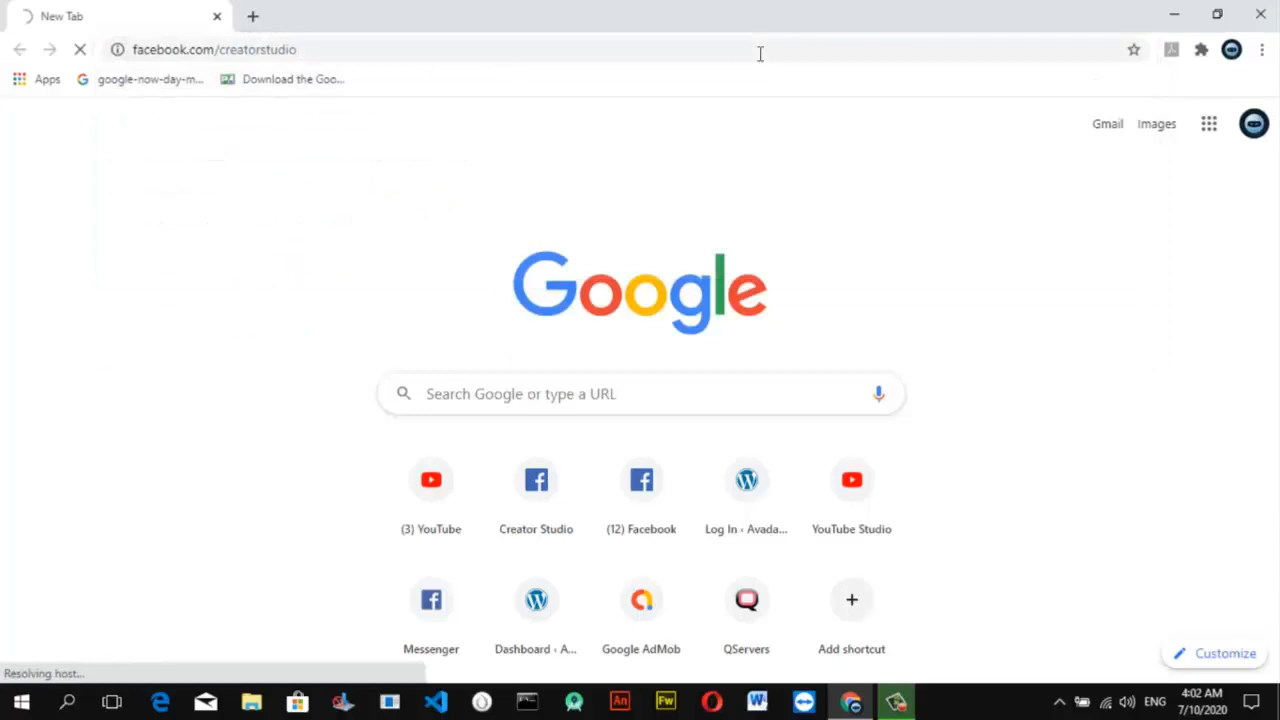 New Tab
facebook.com/creatorstudio
Apps google-now-day-m... Download the Goo...
Gmail Images
Google
Search Google or type a URL
(3) YouTube Creator Studio (12) Facebook Log In ‹ Avada... YouTube Studio
Messenger Dashboard ‹ A... Google AdMob QServers Add shortcut
Customize
Resolving host...
An Fw W ENG 4:02 AM
7/10/2020